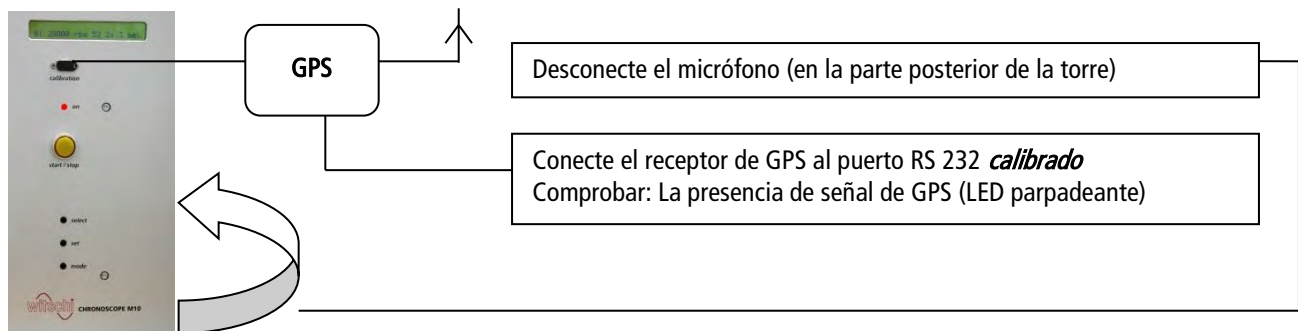 calibration
on
start / stop
select
set
mode
witschi CHRONOSCOPE M10
GPS
Desconecte el micrófono (en la parte posterior de la torre)
Conecte el receptor de GPS al puerto RS 232 calibrado
Comprobar: La presencia de señal de GPS (LED parpadeante)